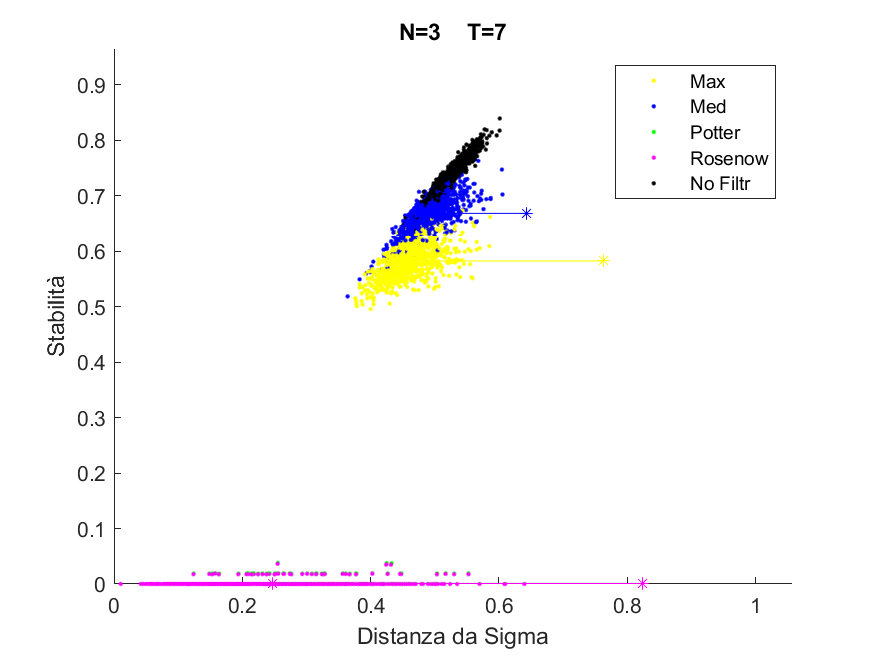 N=3 T=7
Max
Med
Potter
Rosenow
No Filtr
Stabilità
0.9
0.8
0.7
0.6
0.5
0.4
0.3
0.2
0.1
0
0 0.2 0.4 0.6 0.8 1
Distanza da Sigma